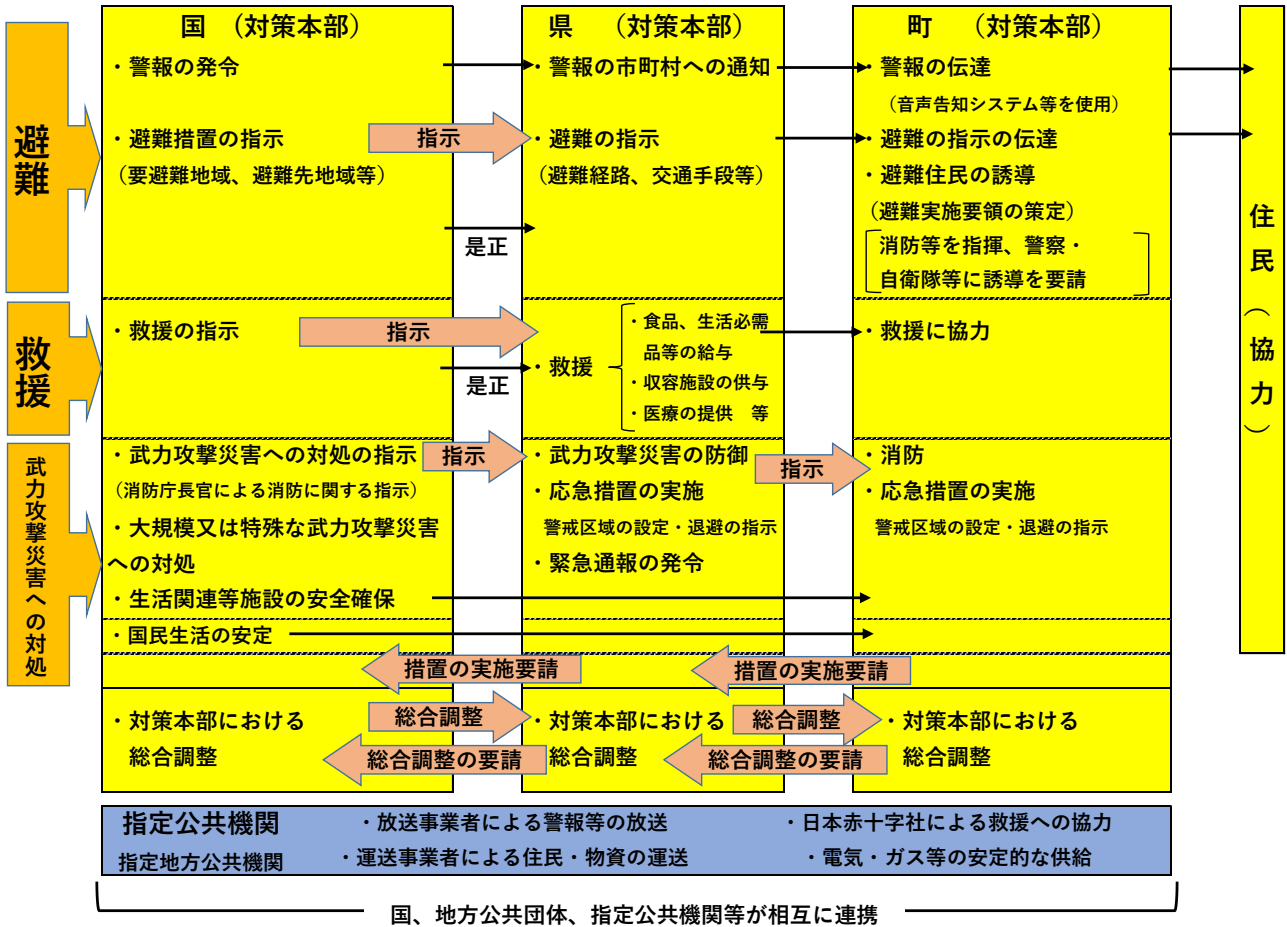 国　（対策本部）
県　（対策本部）
町　（対策本部）
避難
・警報の発令
・警報の市町村への通知
・警報の伝達
（音声告知システム等を使用）
・避難措置の指示
指示
・避難の指示
・避難の指示の伝達
（要避難地域、避難先地域等）
（避難経路、交通手段等）
・避難住民の誘導
（避難実施要領の策定）
是正
消防等を指揮、警察・
自衛隊等に誘導を要請
救援
・救援の指示
指示
・救援
・食品、生活必需
品等の給与
・収容施設の供与
・医療の提供　等
是正
・救援に協力
武力攻撃災害への対処
・武力攻撃災害への対処の指示
（消防庁長官による消防に関する指示）
・大規模又は特殊な武力攻撃災害
への対処
・生活関連等施設の安全確保
指示
・武力攻撃災害の防御
・応急措置の実施
警戒区域の設定・退避の指示
・緊急通報の発令
指示
・消防
・応急措置の実施
警戒区域の設定・退避の指示
・国民生活の安定
措置の実施要請
措置の実施要請
・対策本部における
総合調整
総合調整
総合調整の要請
・対策本部における
総合調整
総合調整
総合調整の要請
・対策本部における
総合調整
住民（協力）
指定公共機関
・放送事業者による警報等の放送
・日本赤十字社による救援への協力
指定地方公共機関
・運送事業者による住民・物資の運送
・電気・ガス等の安定的な供給
国、地方公共団体、指定公共機関等が相互に連携